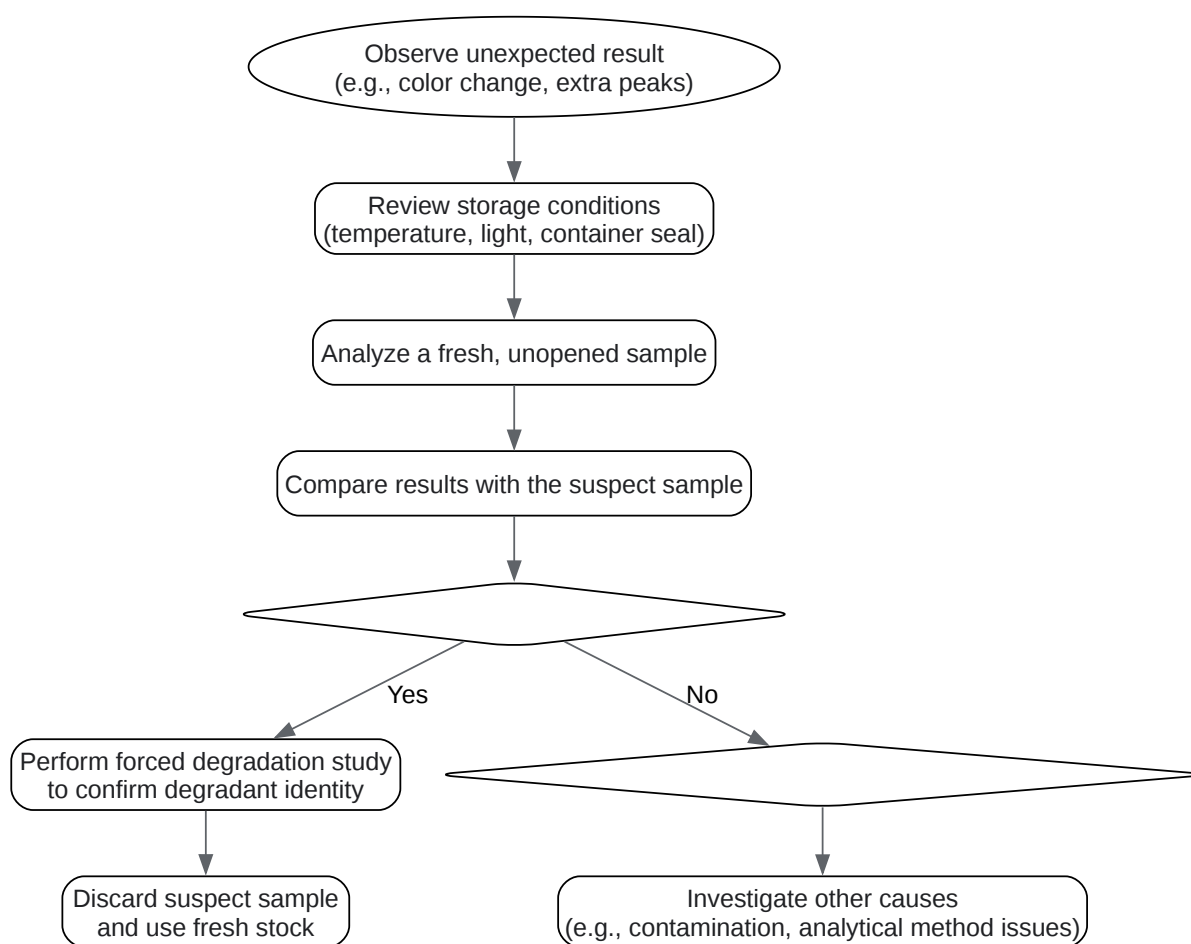 Observe unexpected result
(e.g., color change, extra peaks)
Review storage conditions
(temperature, light, container seal)
Analyze a fresh, unopened sample
Compare results with the suspect sample
Yes
No
Perform forced degradation study
to confirm degradant identity
Discard suspect sample
and use fresh stock
Investigate other causes
(e.g., contamination, analytical method issues)